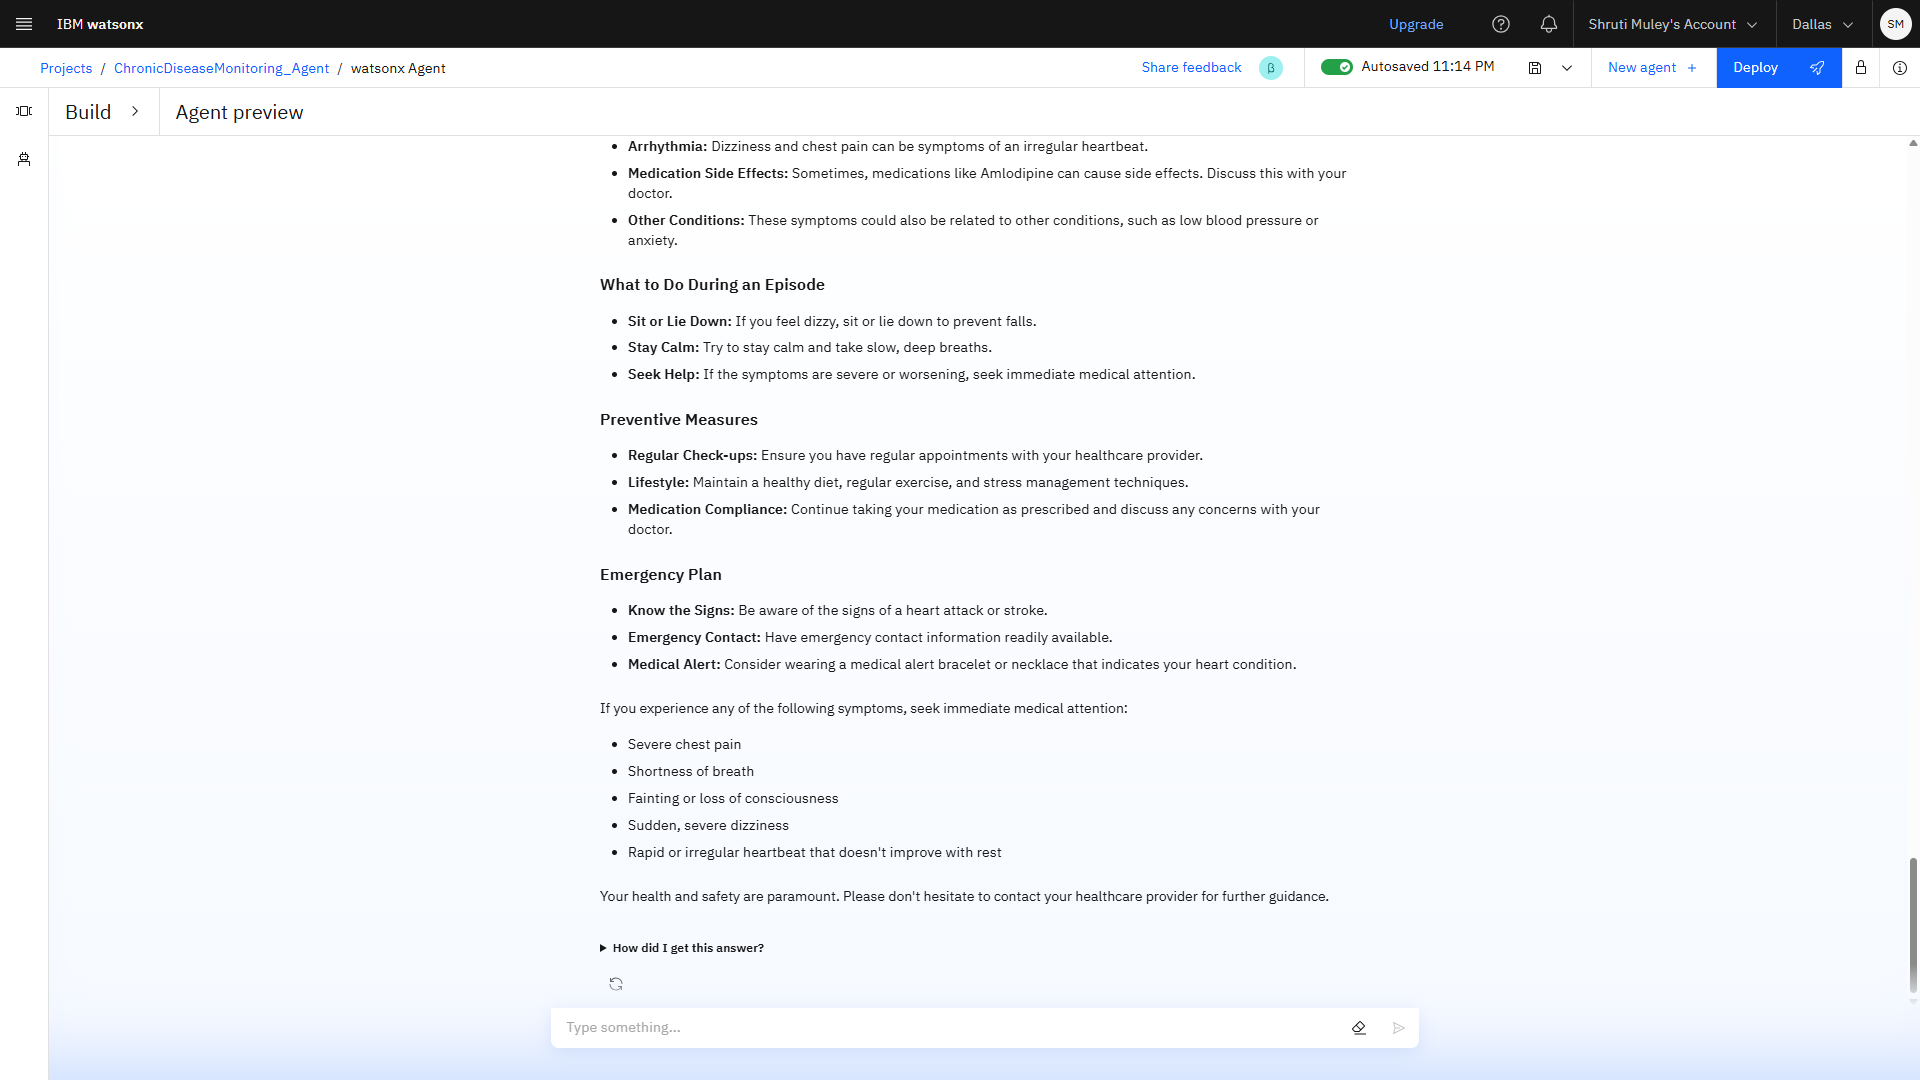 IBM watsonx
Upgrade
Shruti Muley's Account
Dallas
SM
Projects / ChronicDiseaseMonitoring_Agent / watsonx Agent
Share feedback
β
Autosaved 11:14 PM
New agent +
Deploy
Build
Agent preview
• Arrhythmia: Dizziness and chest pain can be symptoms of an irregular heartbeat.
• Medication Side Effects: Sometimes, medications like Amlodipine can cause side effects. Discuss this with your
doctor.
• Other Conditions: These symptoms could also be related to other conditions, such as low blood pressure or
anxiety.
What to Do During an Episode
• Sit or Lie Down: If you feel dizzy, sit or lie down to prevent falls.
• Stay Calm: Try to stay calm and take slow, deep breaths.
• Seek Help: If the symptoms are severe or worsening, seek immediate medical attention.
Preventive Measures
• Regular Check-ups: Ensure you have regular appointments with your healthcare provider.
• Lifestyle: Maintain a healthy diet, regular exercise, and stress management techniques.
• Medication Compliance: Continue taking your medication as prescribed and discuss any concerns with your
doctor.
Emergency Plan
• Know the Signs: Be aware of the signs of a heart attack or stroke.
• Emergency Contact: Have emergency contact information readily available.
• Medical Alert: Consider wearing a medical alert bracelet or necklace that indicates your heart condition.
If you experience any of the following symptoms, seek immediate medical attention:
• Severe chest pain
• Shortness of breath
• Fainting or loss of consciousness
• Sudden, severe dizziness
• Rapid or irregular heartbeat that doesn't improve with rest
Your health and safety are paramount. Please don't hesitate to contact your healthcare provider for further guidance.
How did I get this answer?
Type something...